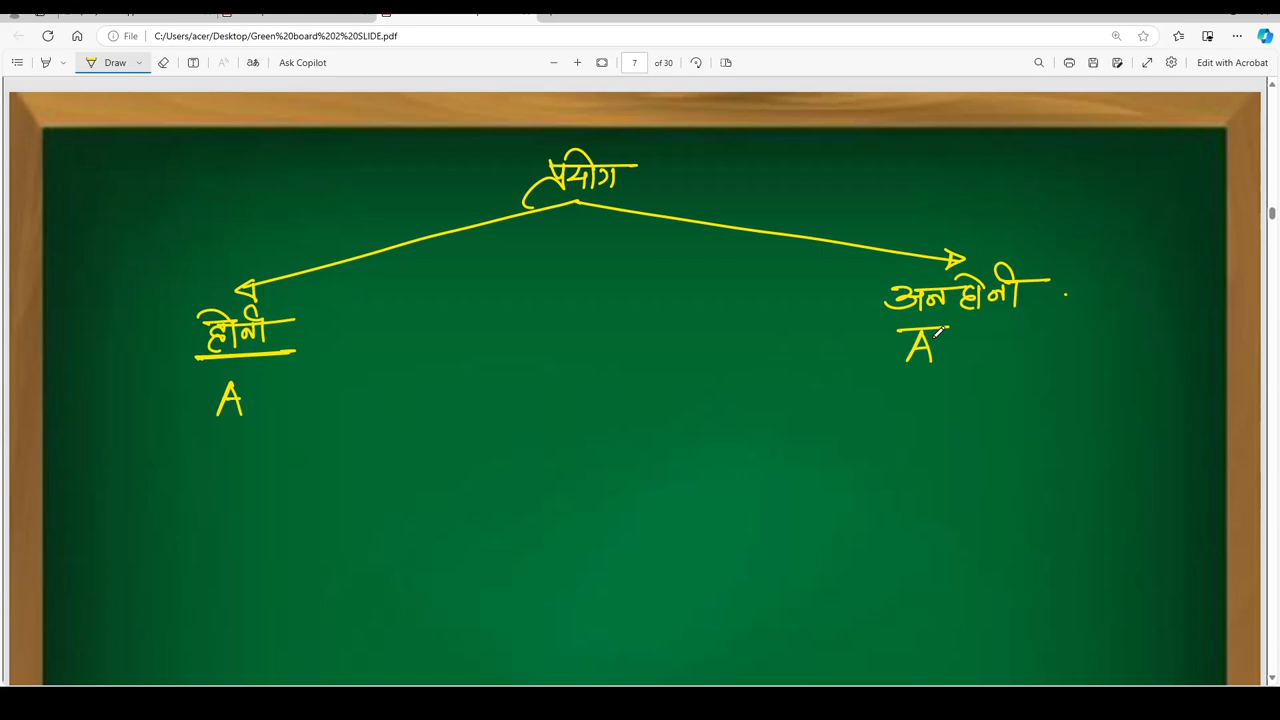 File C:/Users/acer/Desktop/Green%20board%202%20SLIDE.pdf
Draw Ask Copilot 7 of 30 Edit with Acrobat
प्रयोग
होनी
अनहोनी .
A
A̅